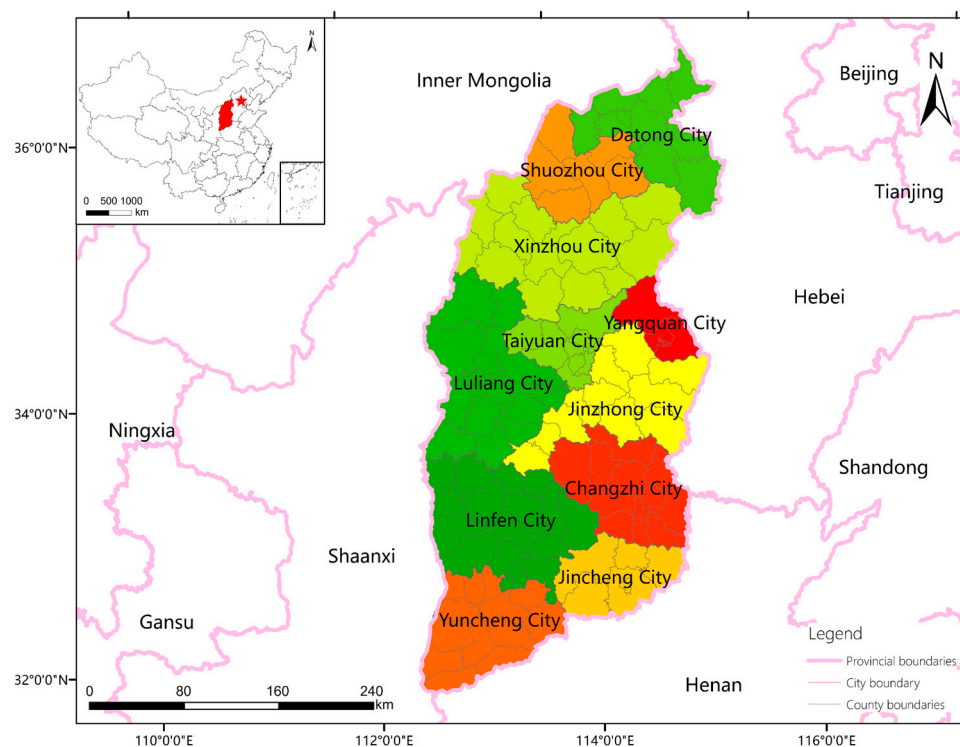 N
0 500 1000
km
Inner Mongolia
Beijing
N
Datong City
Shuozhou City
Tianjing
36°0'0"N
Xinzhou City
Hebei
Yangquan City
Taiyuan City
Luliang City
Jinzhong City
34°0'0"N
Ningxia
Shandong
Changzhi City
Linfen City
Shaanxi
Jincheng City
Gansu
Yuncheng City
Legend
Provincial boundaries
City boundary
County boundaries
32°0'0"N
Henan
0 80 160 240
km
110°0'0"E 112°0'0"E 114°0'0"E 116°0'0"E